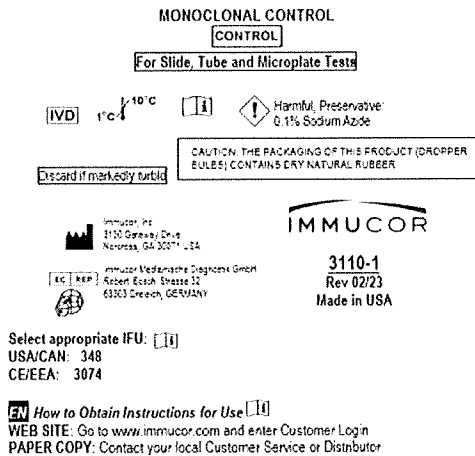 MONOCLONAL CONTROL
CONTROL
For Slide, Tube and Microplate Tests
IVD 1°C 10°C
Harmful, Preservative:
0.1% Sodium Azide
CAUTION: THE PACKAGING OF THIS PRODUCT (DROPPER
BULBS) CONTAINS DRY NATURAL RUBBER
Discard if markedly turbid
Immucor, Inc
3130 Gateway Drive
Norcross, GA 30071 USA
IMMUCOR
EC REP
Immucor Medizinische Diagnostik GmbH
Robert Bosch Strasse 32
63303 Dreieich, GERMANY
3110-1
Rev 02/23
Made in USA
Select appropriate IFU:
USA/CAN: 348
CE/EEA: 3074
EN How to Obtain Instructions for Use
WEB SITE: Go to www.immucor.com and enter Customer Login
PAPER COPY: Contact your local Customer Service or Distributor